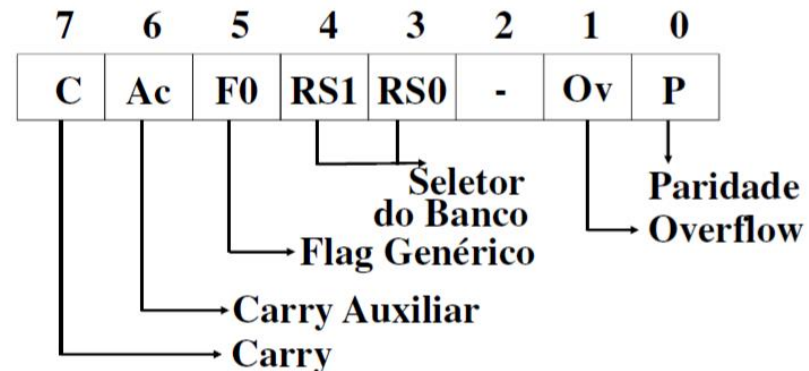 7 6 5 4 3 2 1 0
C Ac F0 RS1 RS0 - Ov P
Seletor
do Banco
Paridade
Overflow
Flag Genérico
Carry Auxiliar
Carry